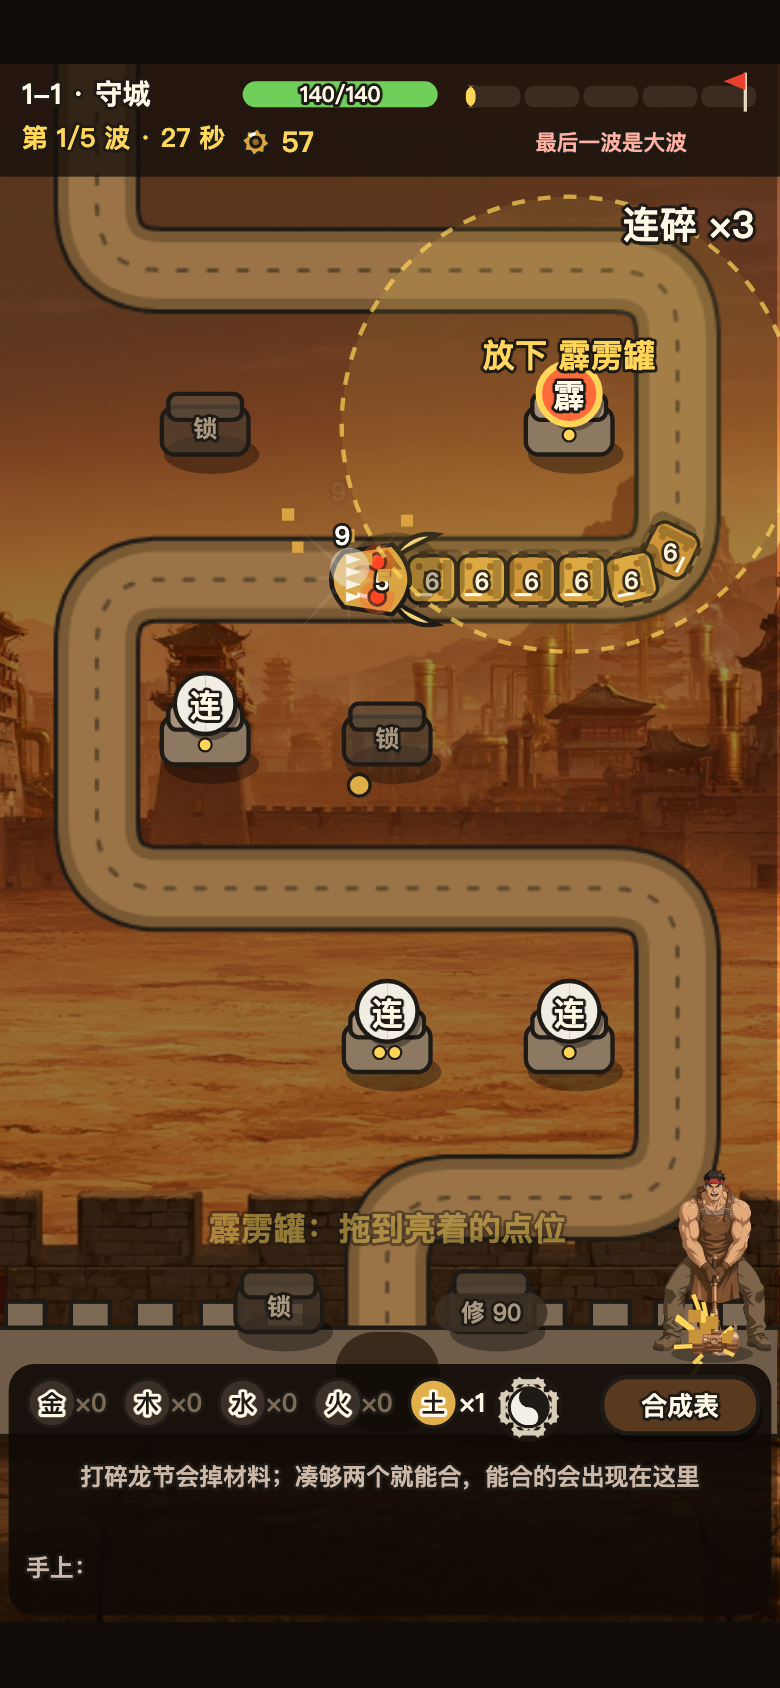 1–1 · 守城
140/140
第 1/5 波 · 27 秒
57
最后一波是大波
连碎 ×3
放下 霹雳罐
霹
锁
9
9
5
6
6
6
6
6
6
连
锁
连
连
霹雳罐：拖到亮着的点位
锁
修 90
金 ×0
木 ×0
水 ×0
火 ×0
土 ×1
合成表
打碎龙节会掉材料；凑够两个就能合，能合的会出现在这里
手上：